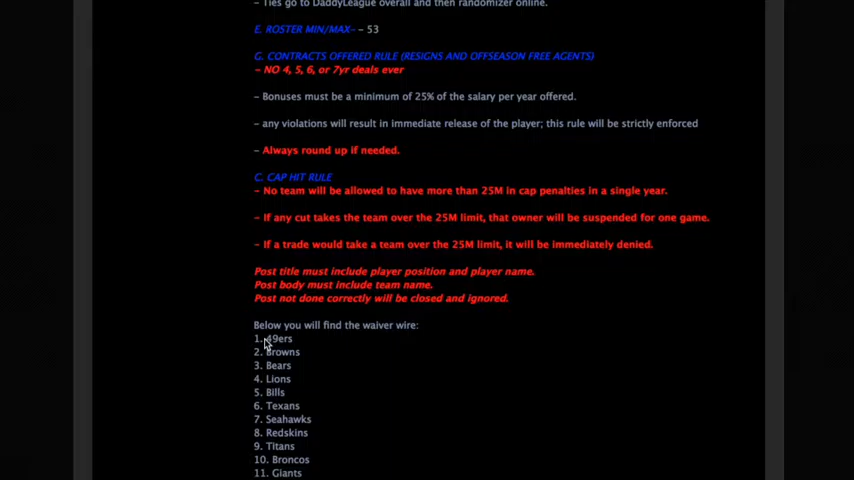 - Ties go to DaddyLeague overall and then randomizer online.
E. ROSTER MIN/MAX- - 53
G. CONTRACTS OFFERED RULE (RESIGNS AND OFFSEASON FREE AGENTS)
- NO 4, 5, 6, or 7yr deals ever
- Bonuses must be a minimum of 25% of the salary per year offered.
- any violations will result in immediate release of the player; this rule will be strictly enforced
- Always round up if needed.
C. CAP HIT RULE
- No team will be allowed to have more than 25M in cap penalties in a single year.
- If any cut takes the team over the 25M limit, that owner will be suspended for one game.
- If a trade would take a team over the 25M limit, it will be immediately denied.
Post title must include player position and player name.
Post body must include team name.
Post not done correctly will be closed and ignored.
Below you will find the waiver wire:
1. 49ers
2. Browns
3. Bears
4. Lions
5. Bills
6. Texans
7. Seahawks
8. Redskins
9. Titans
10. Broncos
11. Giants